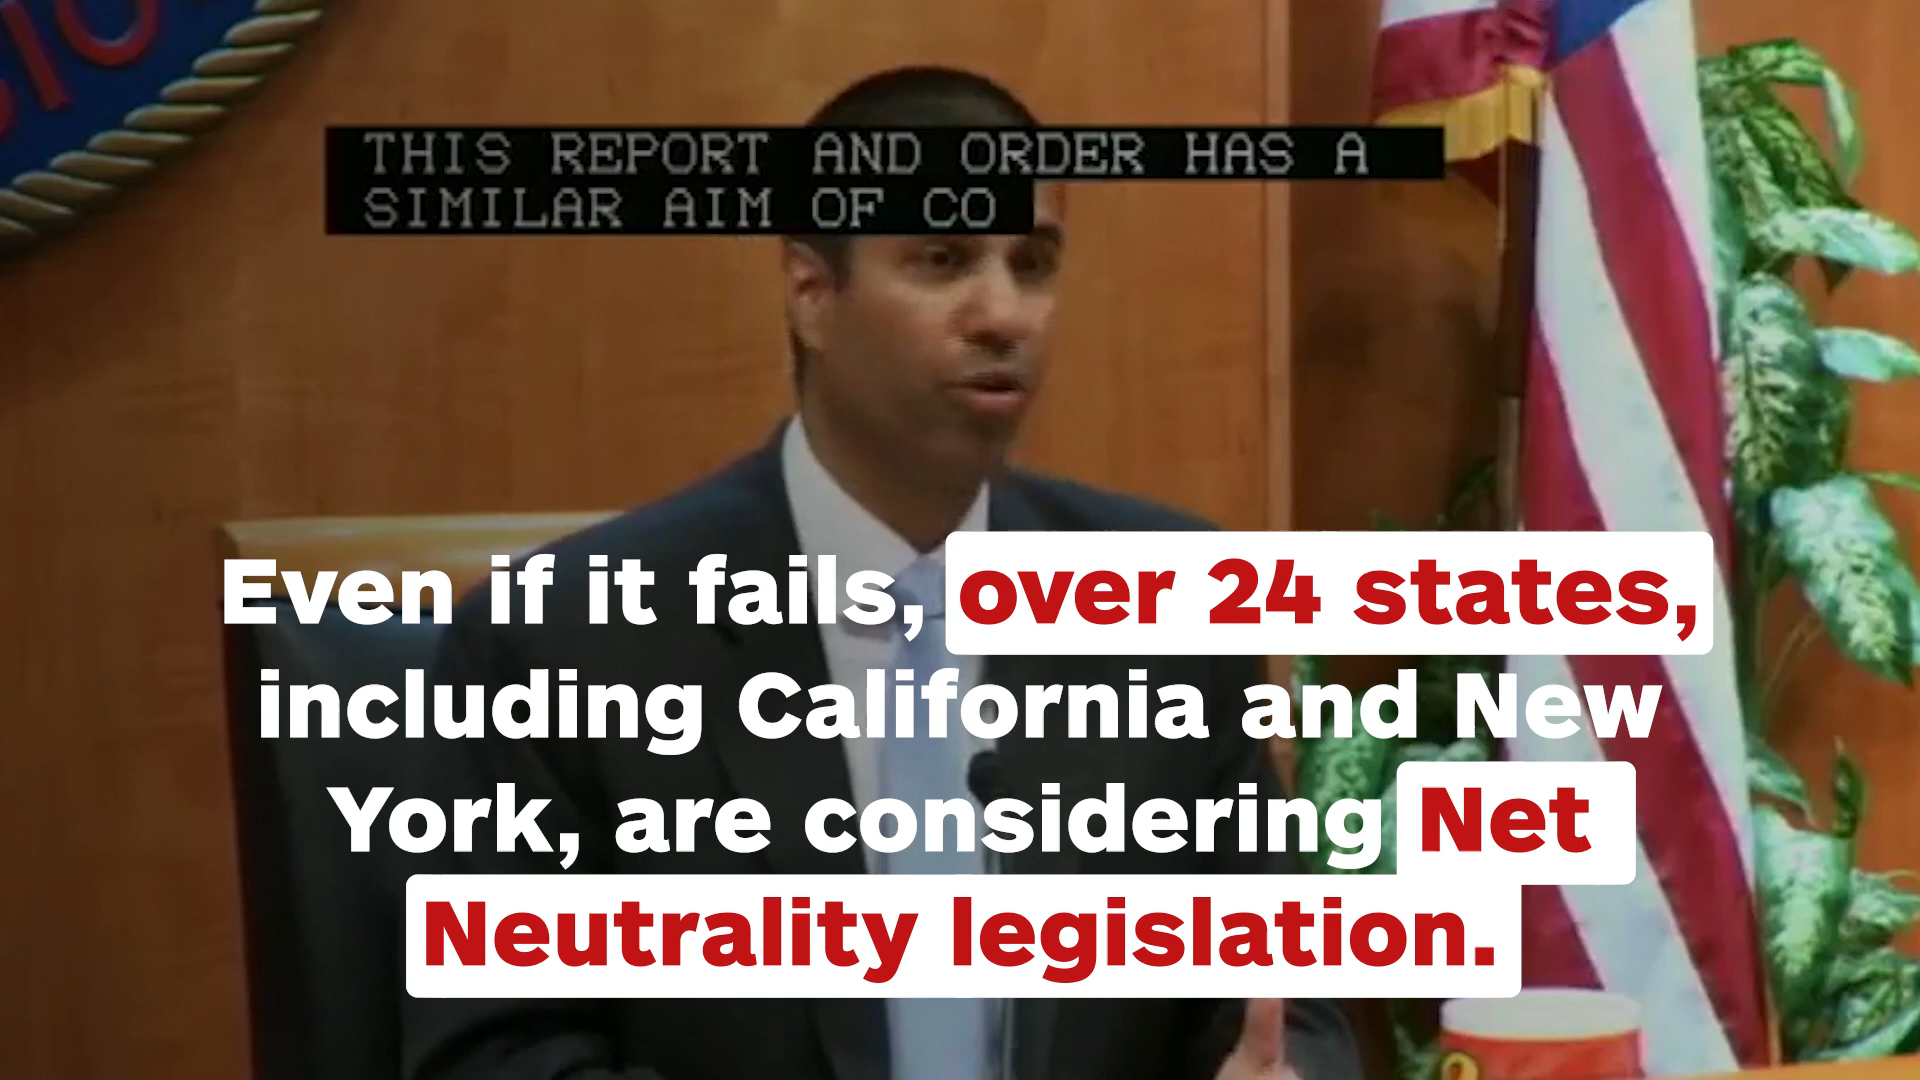 THIS REPORT AND ORDER HAS A
SIMILAR AIM OF CO
Even if it fails, over 24 states,
including California and New
York, are considering Net
Neutrality legislation.